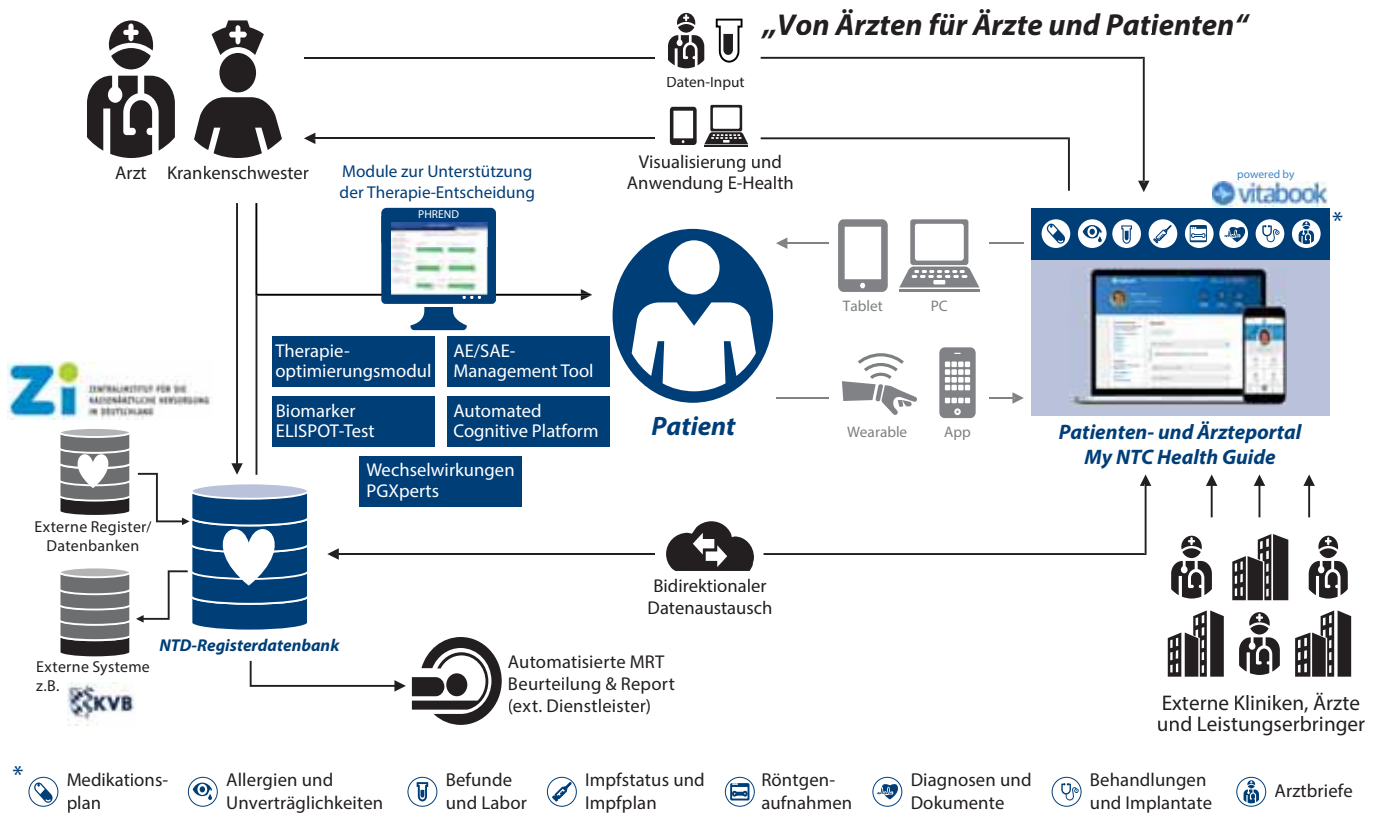 „Von Ärzten für Ärzte und Patienten“
Daten-Input
Arzt
Krankenschwester
Visualisierung und
Anwendung E-Health
Module zur Unterstützung
der Therapie-Entscheidung
PHREND
powered by
vitabook
*
Tablet
PC
Therapie-
optimierungsmodul
AE/SAE-
Management Tool
Biomarker
ELISPOT-Test
Automated
Cognitive Platform
Wechselwirkungen
PGXperts
Patient
Wearable
App
Patienten- und Ärzteportal
My NTC Health Guide
Zi
ZENTRALINSTITUT FÜR DIE
KASSENÄRZTLICHE VERSORGUNG
IN DEUTSCHLAND
Externe Register/
Datenbanken
Bidirektionaler
Datenaustausch
NTD-Registerdatenbank
Externe Systeme
z.B.
KVB
Automatisierte MRT
Beurteilung & Report
(ext. Dienstleister)
Externe Kliniken, Ärzte
und Leistungserbringer
*
Medikations-
plan
Allergien und
Unverträglichkeiten
Befunde
und Labor
Impfstatus und
Impfplan
Röntgen-
aufnahmen
Diagnosen und
Dokumente
Behandlungen
und Implantate
Arztbriefe